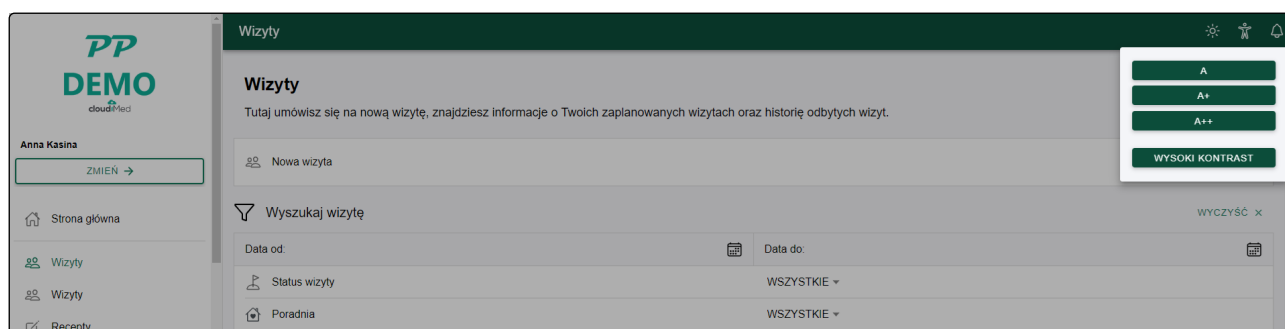 PP
DEMO
cloudiMed
Anna Kasina
ZMIEŃ →
Strona główna
Wizyty
Wizyty
Recepty
Wizyty
Wizyty
Tutaj umówisz się na nową wizytę, znajdziesz informacje o Twoich zaplanowanych wizytach oraz historię odbytych wizyt.
Nowa wizyta
Wyszukaj wizytę
WYCZYŚĆ ×
Data od:
Data do:
Status wizyty
WSZYSTKIE
Poradnia
WSZYSTKIE
A
A+
A++
WYSOKI KONTRAST